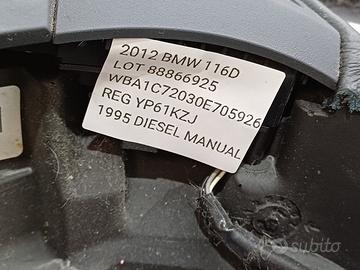 2012 BMW 116D
LOT 88866925
WBA1C72030E705926
REG YP61KZJ
1995 DIESEL MANUAL
subito